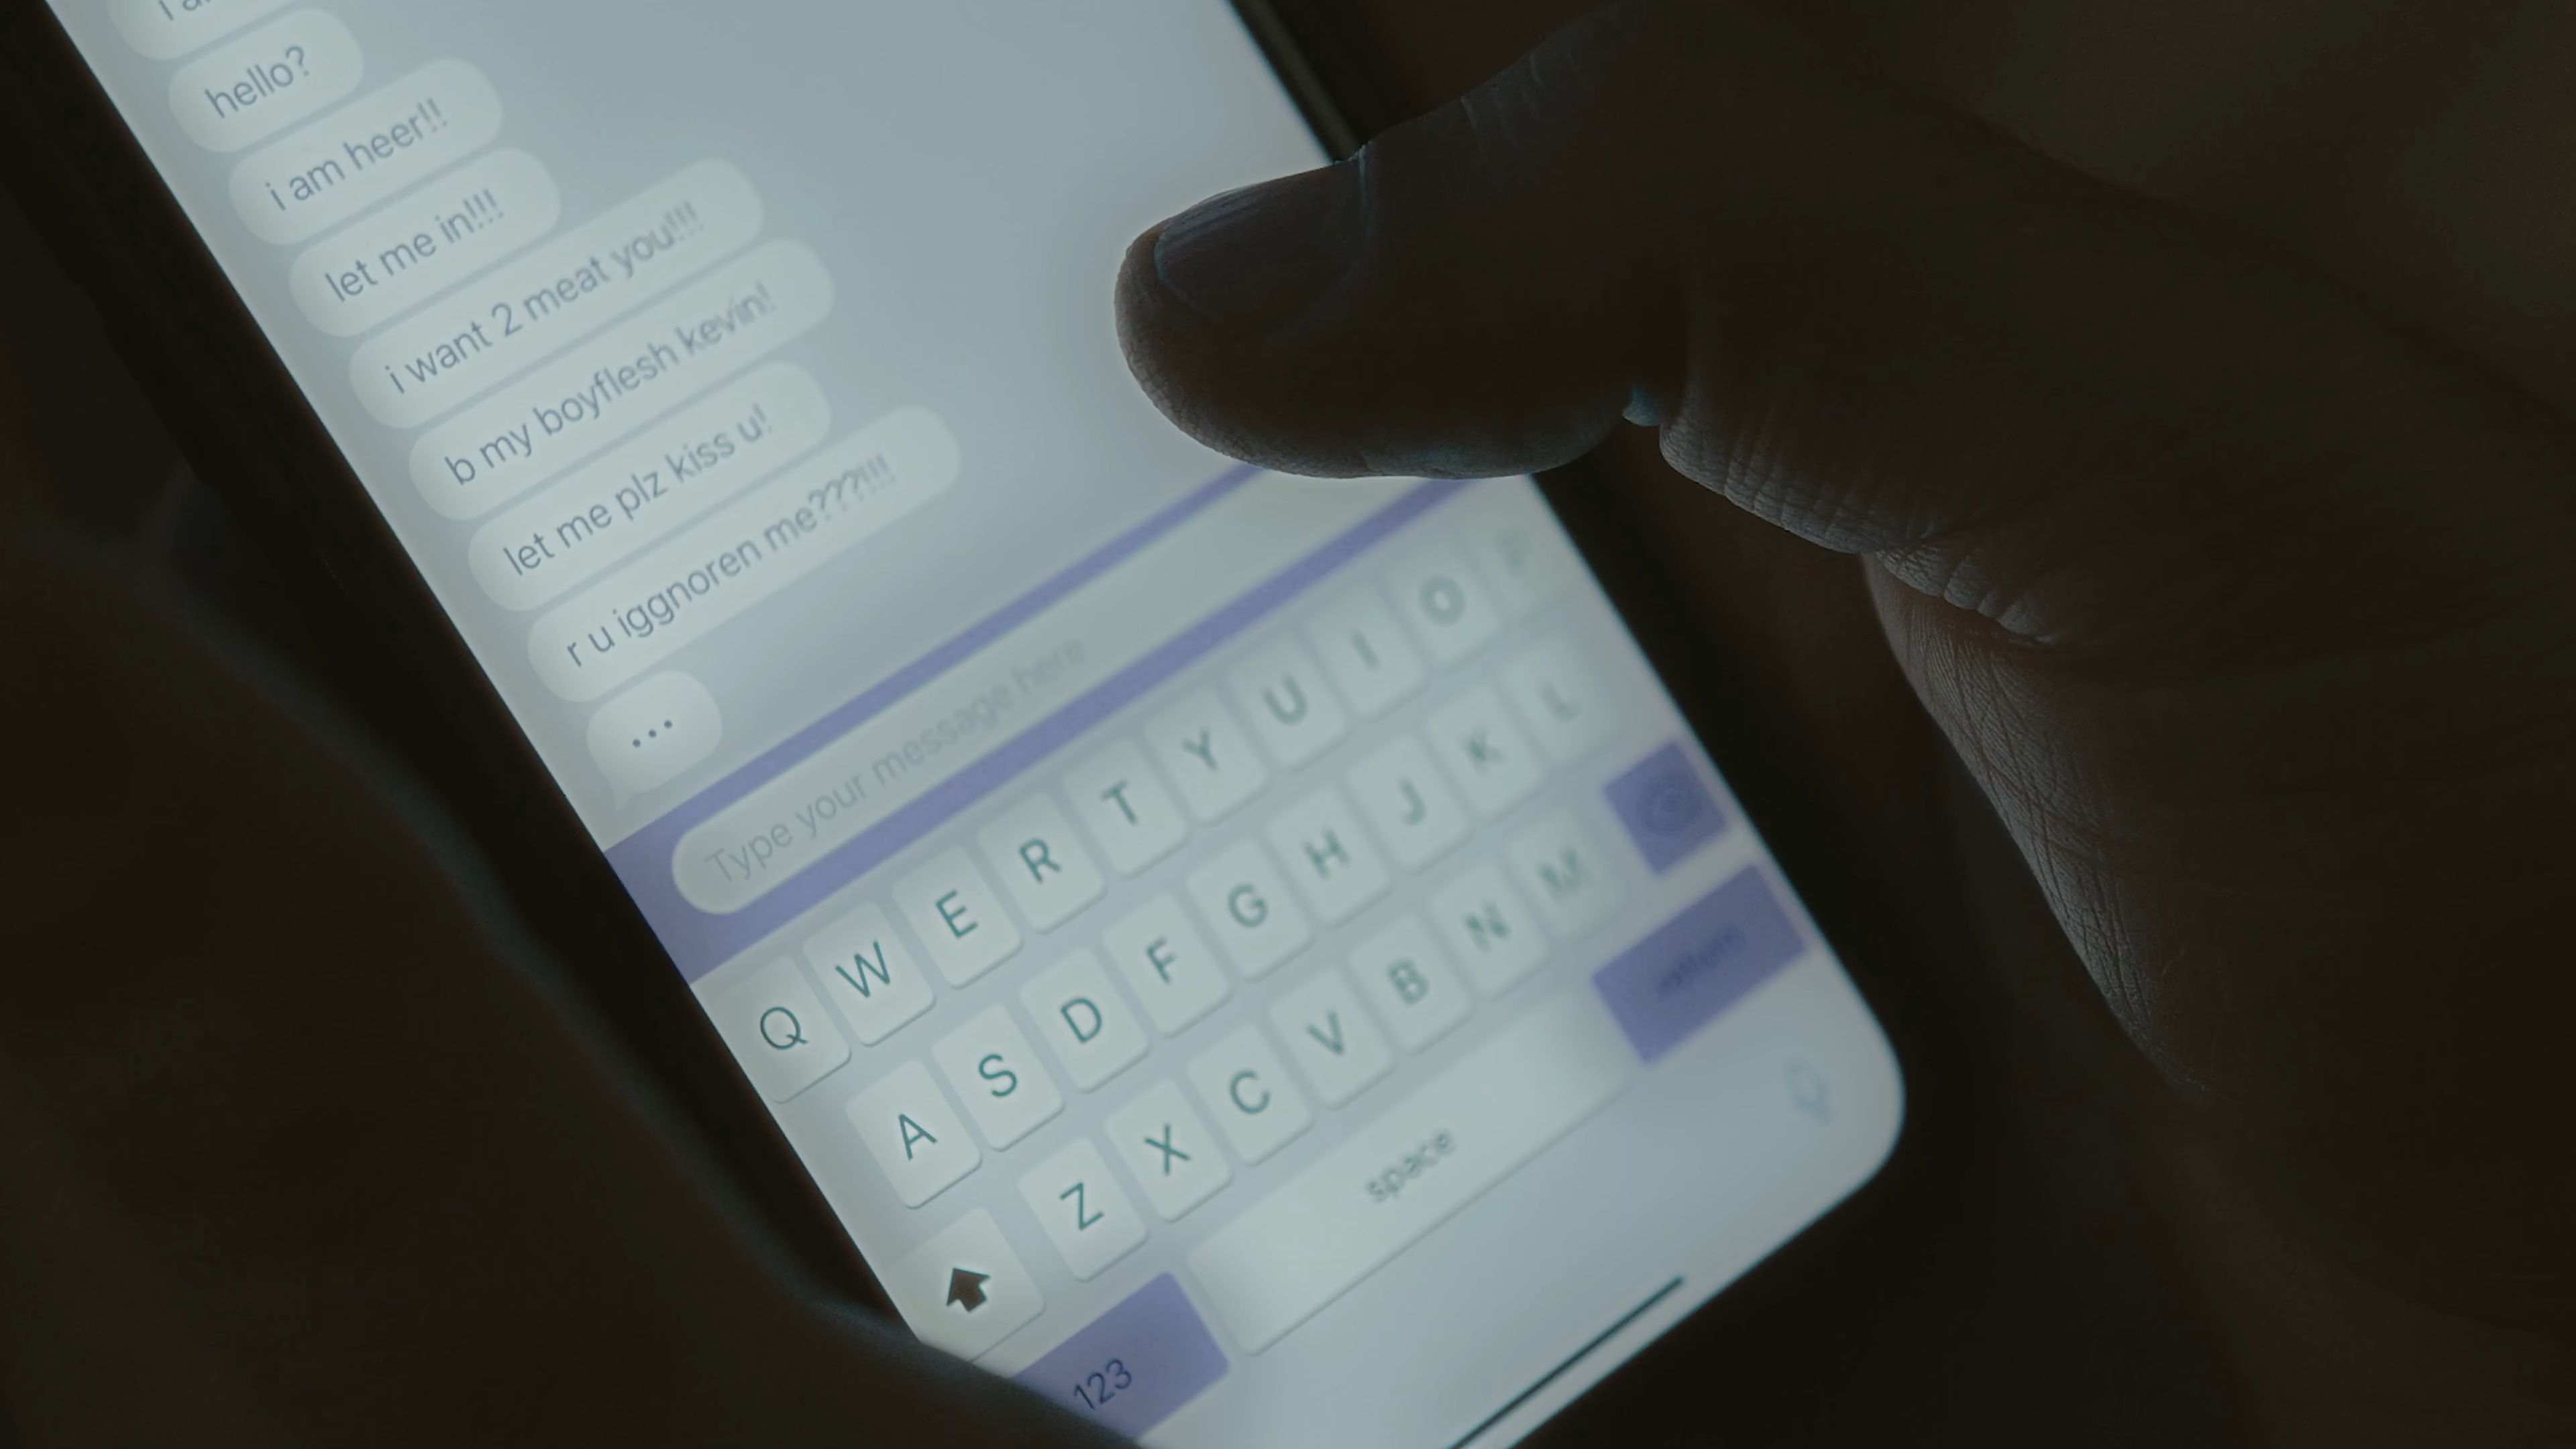 hello?
i am heer!!
let me in!!!
i want 2 meat you!!!
b my boyflesh kevin!
let me plz kiss u!
r u iggnoren me???!!!
...
Type your message here
Q W E R T Y U I O P
A S D F G H J K L
Z X C V B N M
123 space